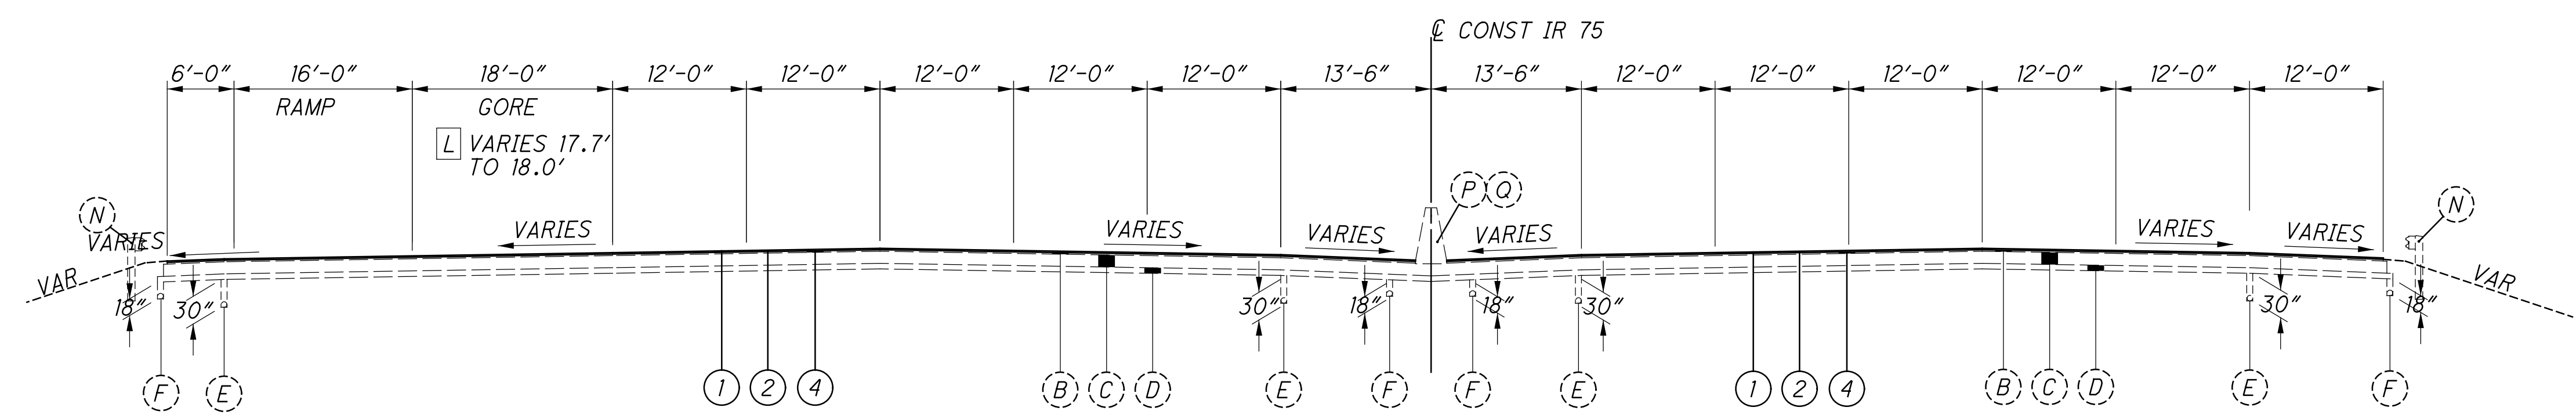 ℄ CONST IR 75
6'-0" 16'-0" 18'-0" 12'-0" 12'-0" 12'-0" 12'-0" 12'-0" 13'-6" 13'-6" 12'-0" 12'-0" 12'-0" 12'-0" 12'-0" 12'-0"
RAMP GORE
L VARIES 17.7'
TO 18.0'
P Q
N N
VARIES VARIES VARIES VARIES VARIES VARIES VARIES
VAR VAR
18" 30" 30" 18" 18" 30" 30" 18"
F E 1 2 4 B C D E F F E 1 2 4 B C D E F